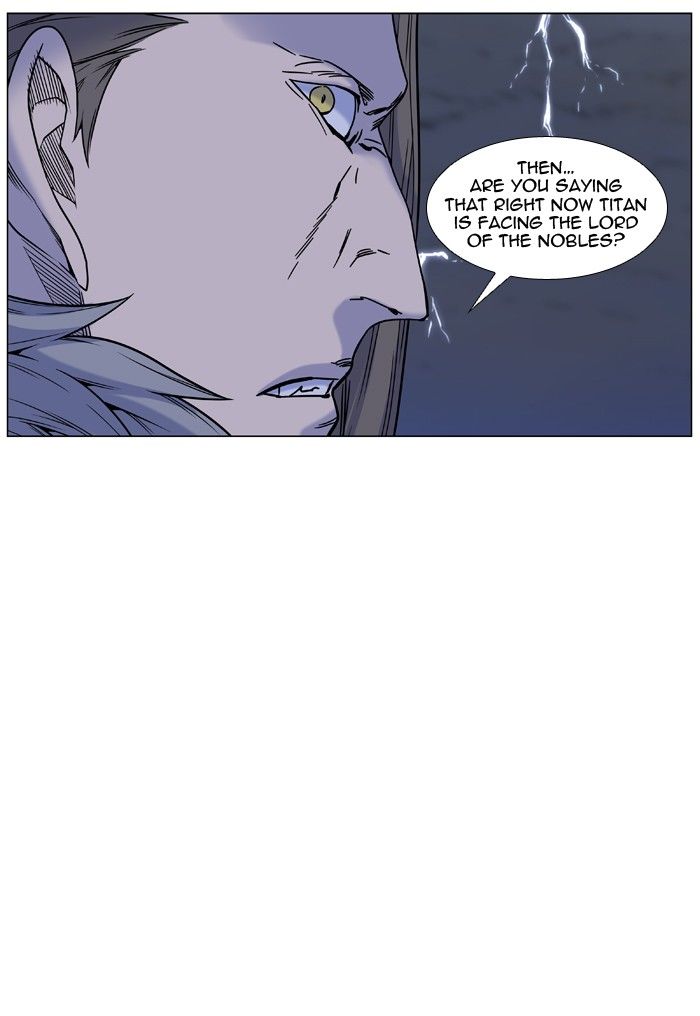 THEN...
ARE YOU SAYING
THAT RIGHT NOW TITAN
IS FACING THE LORD
OF THE NOBLES?